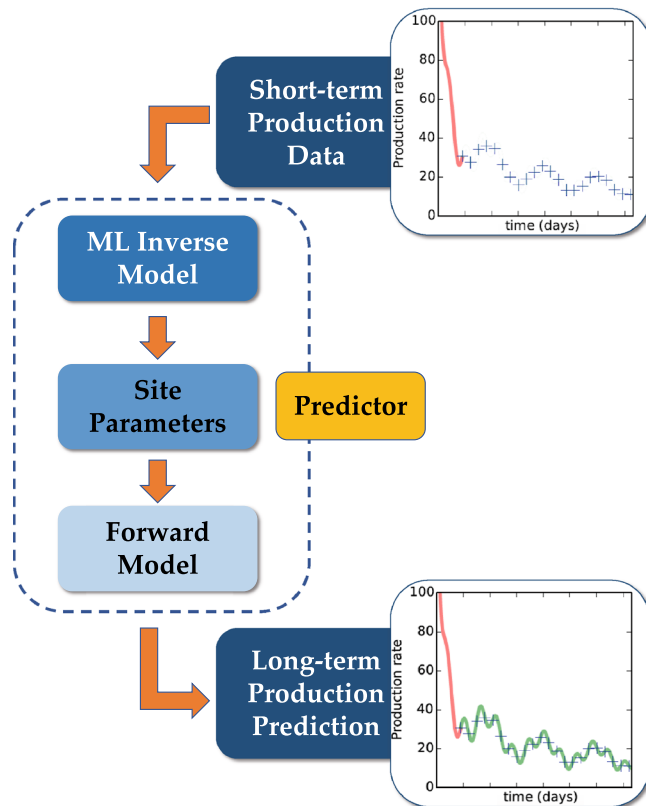 Short-term
Production
Data
100
80
60
40
20
0
Production rate
time (days)
ML Inverse
Model
Site
Parameters
Predictor
Forward
Model
Long-term
Production
Prediction
100
80
60
40
20
0
Production rate
time (days)